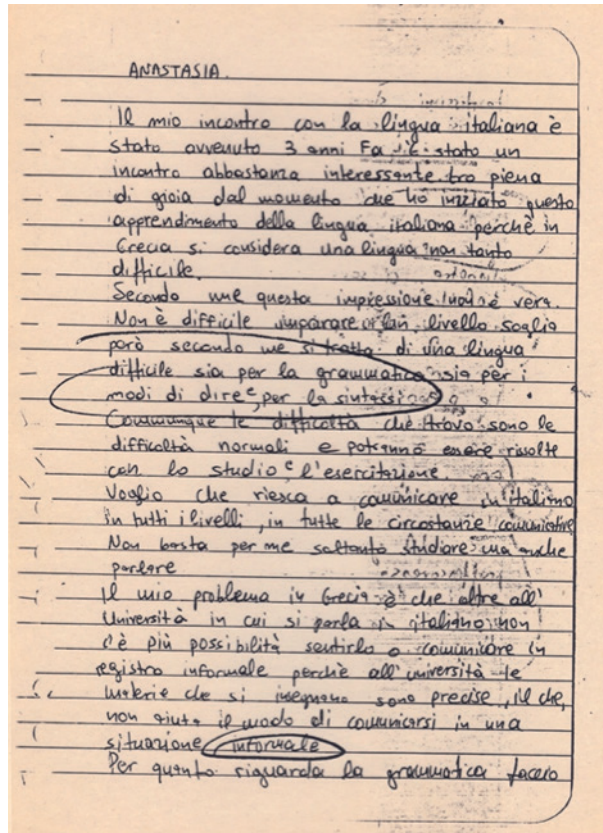 ANASTASIA.
Il mio incontro con la lingua italiana è
stato avvenuto 3 anni Fa. È stato un
incontro abbastanza interessante ero piena
di gioia dal momento che ho iniziato questo
apprendimento della lingua italiana perchè in
Grecia si considera una lingua non tanto
difficile.
Secondo me questa impressione non è vera.
Non è difficile imparare il livello soglia
però secondo me si tratta di una lingua
difficile sia per la grammatica sia per i
modi di dire e per la sintassi
Communque le difficoltà che trovo sono le
difficoltà normali e potranno essere rissolte
con lo studio e l'esercitazione.
Voglio che riesca a comunicare in italiano
in tutti i livelli, in tutte le circostanze comunicative
Non basta per me soltanto studiare ma anche
parlare
Il mio problema in Grecia è che altre all'
Università in cui si parla in italiano non
c'è più possibilità sentirlo o comunicare in
registro informale perchè all'università le
materie che si insegnano sono precise, il che,
non aiuta il modo di comunicarsi in una
situazione informale
Per quanto riguarda la grammatica faccio